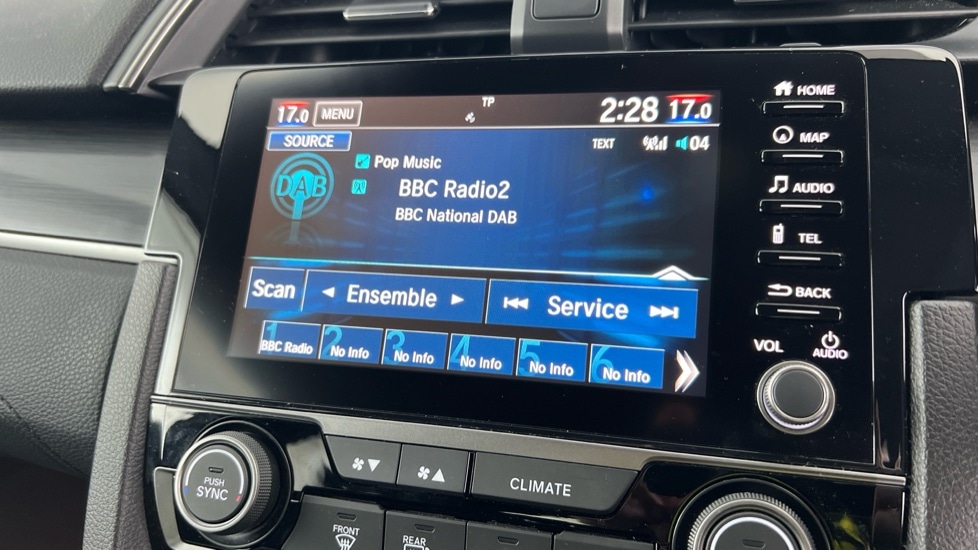 17.0 MENU TP 2:28 17.0
SOURCE TEXT 04
DAB
Pop Music
BBC Radio2
BBC National DAB
Scan Ensemble Service
1 BBC Radio 2 No Info 3 No Info 4 No Info 5 No Info 6 No Info
HOME
MAP
AUDIO
TEL
BACK
VOL AUDIO
PUSH
SYNC
CLIMATE
FRONT
REAR